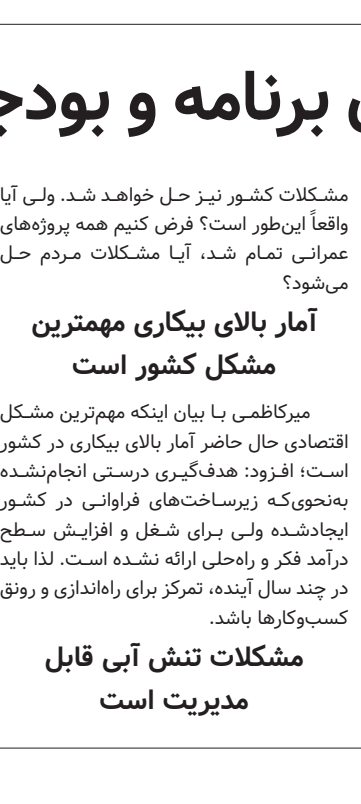 برنامه و بودج
مشکلات کشور نیز حل خواهد شد. ولی آیا
واقعاً این‌طور است؟ فرض کنیم همه پروژه‌های
عمرانی تمام شد، آیا مشکلات مردم حل
می‌شود؟
آمار بالای بیکاری مهمترین
مشکل کشور است
میرکاظمی با بیان اینکه مهم‌ترین مشکل
اقتصادی حال حاضر آمار بالای بیکاری در کشور
است؛ افزود: هدف‌گیری درستی انجام‌نشده
به‌نحوی‌که زیرساخت‌های فراوانی در کشور
ایجادشده ولی برای شغل و افزایش سطح
درآمد فکر و راه‌حلی ارائه نشده است. لذا باید
در چند سال آینده، تمرکز برای راه‌اندازی و رونق
کسب‌وکارها باشد.
مشکلات تنش آبی قابل
مدیریت است